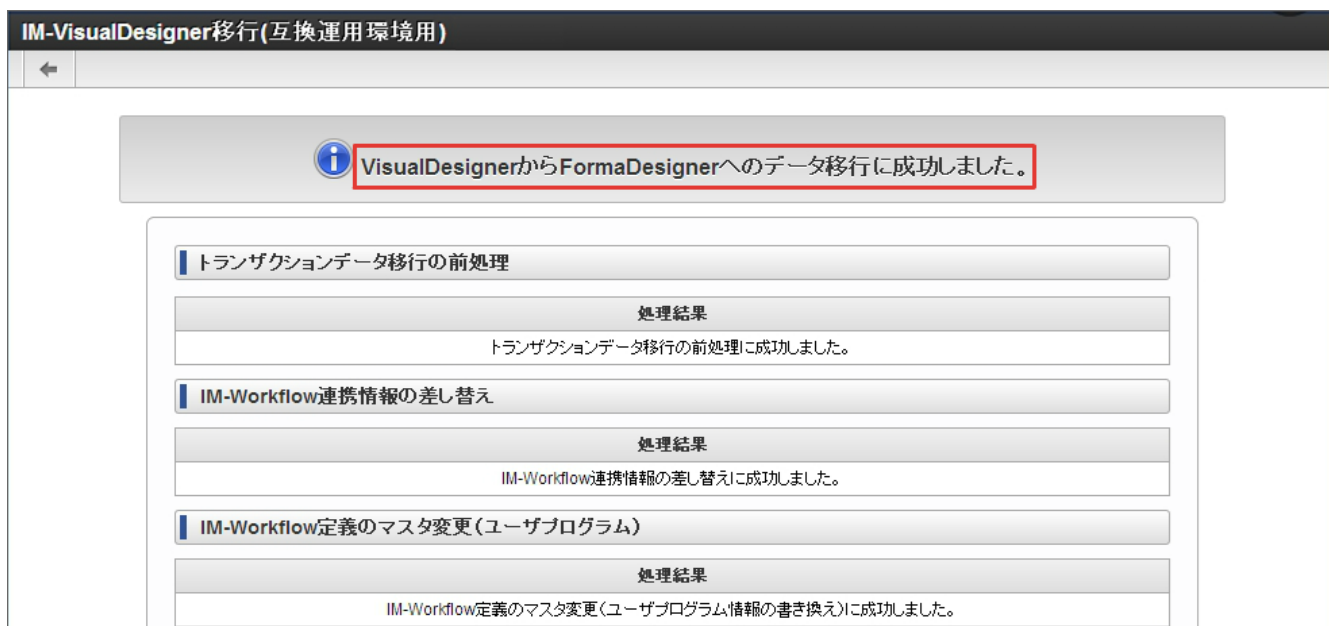 IM-VisualDesigner移行(互換運用環境用)
VisualDesignerからFormaDesignerへのデータ移行に成功しました。
トランザクションデータ移行の前処理
処理結果
トランザクションデータ移行の前処理に成功しました。
IM-Workflow連携情報の差し替え
処理結果
IM-Workflow連携情報の差し替えに成功しました。
IM-Workflow定義のマスタ変更(ユーザプログラム)
処理結果
IM-Workflow定義のマスタ変更(ユーザプログラム情報の書き換え)に成功しました。